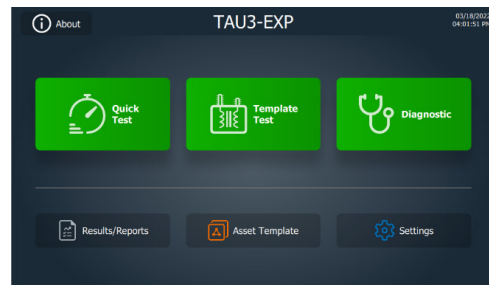 About
TAU3-EXP
03/18/2022
04:01:51 PM
Quick
Test
Template
Test
Diagnostic
Results/Reports
Asset Template
Settings